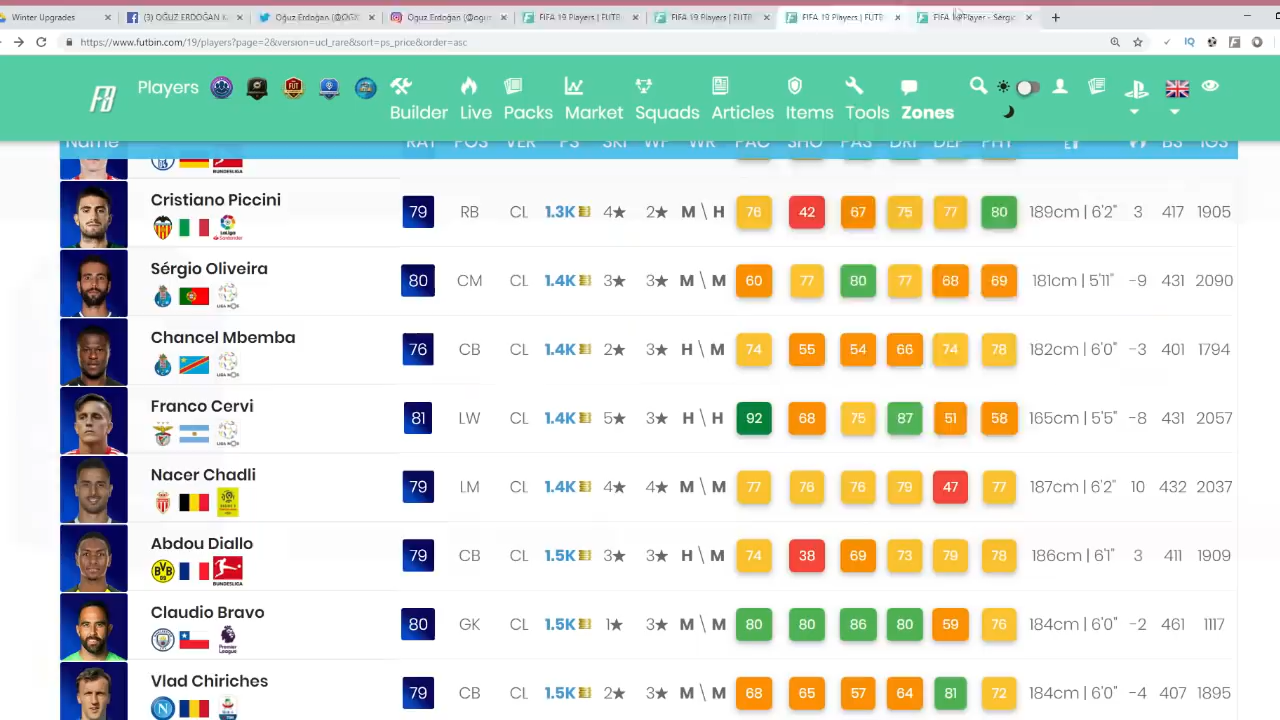 Winter Upgrades × (3) OĞUZ ERDOĞAN × Oğuz Erdoğan (@OG × Oguz Erdogan (@ogu × FIFA 19 Players | FUTB × FIFA 19 Players | FUTB × FIFA 19 Players | FUTB × Player - Sérgio × +
https://www.futbin.com/19/players?page=2&version=ucl_rare&sort=ps_price&order=asc
Players Builder Live Packs Market Squads Articles Items Tools Zones
Name RAT POS VER PS SKI WF WR PAC SHO PAS DRI DEF PHY BS IGS
BUNDESLIGA
Cristiano Piccini 79 RB CL 1.3K 4★ 2★ M \ H 76 42 67 75 77 80 189cm | 6'2" 3 417 1905
Sérgio Oliveira 80 CM CL 1.4K 3★ 3★ M \ M 60 77 80 77 68 69 181cm | 5'11" -9 431 2090
Chancel Mbemba 76 CB CL 1.4K 2★ 3★ H \ M 74 55 54 66 74 78 182cm | 6'0" -3 401 1794
Franco Cervi 81 LW CL 1.4K 5★ 3★ H \ H 92 68 75 87 51 58 165cm | 5'5" -8 431 2057
Nacer Chadli 79 LM CL 1.4K 4★ 4★ M \ M 77 76 76 79 47 77 187cm | 6'2" 10 432 2037
Abdou Diallo 79 CB CL 1.5K 3★ 3★ H \ M 74 38 69 73 79 78 186cm | 6'1" 3 411 1909
BUNDESLIGA
Claudio Bravo 80 GK CL 1.5K 1★ 3★ M \ M 80 80 86 80 59 76 184cm | 6'0" -2 461 1117
Premier League
Vlad Chiriches 79 CB CL 1.5K 2★ 3★ M \ M 68 65 57 64 81 72 184cm | 6'0" -4 407 1895